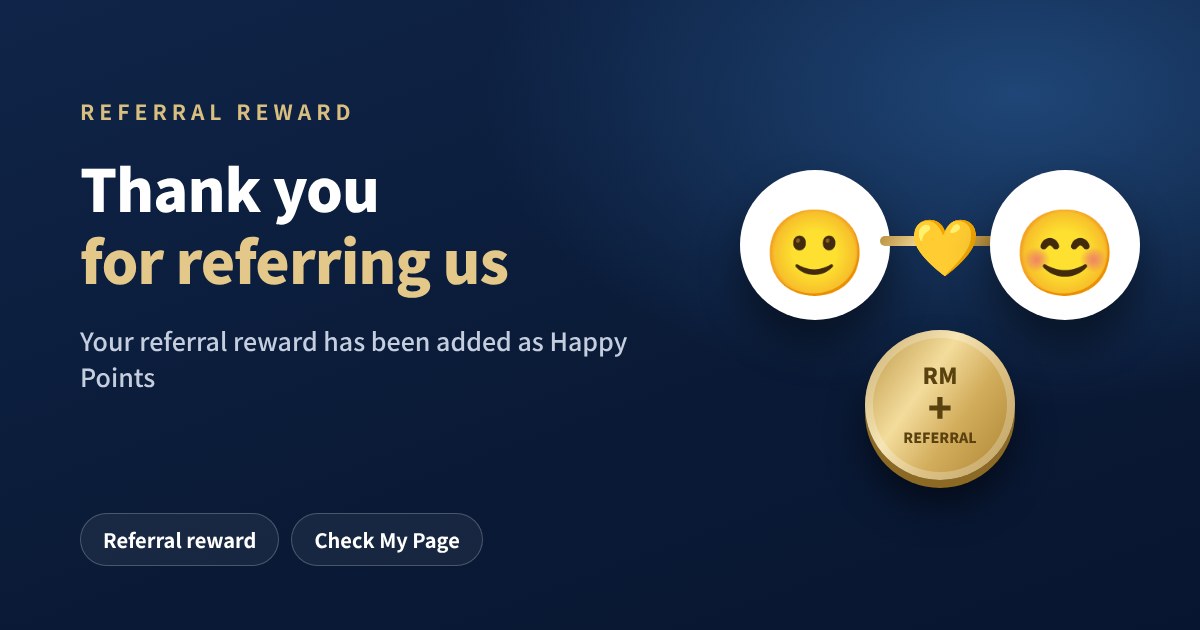 REFERRAL REWARD
Thank you
for referring us
Your referral reward has been added as Happy
Points
RM
+
REFERRAL
Referral reward
Check My Page